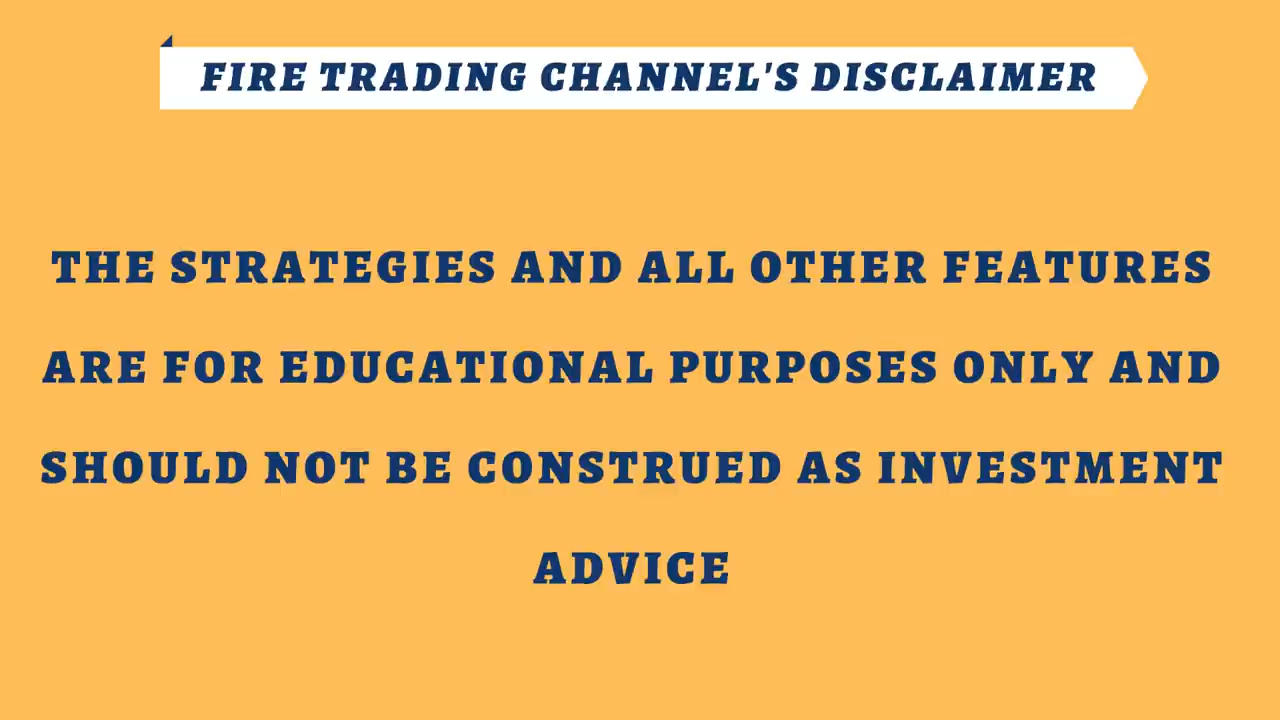 FIRE TRADING CHANNEL'S DISCLAIMER
THE STRATEGIES AND ALL OTHER FEATURES
ARE FOR EDUCATIONAL PURPOSES ONLY AND
SHOULD NOT BE CONSTRUED AS INVESTMENT
ADVICE